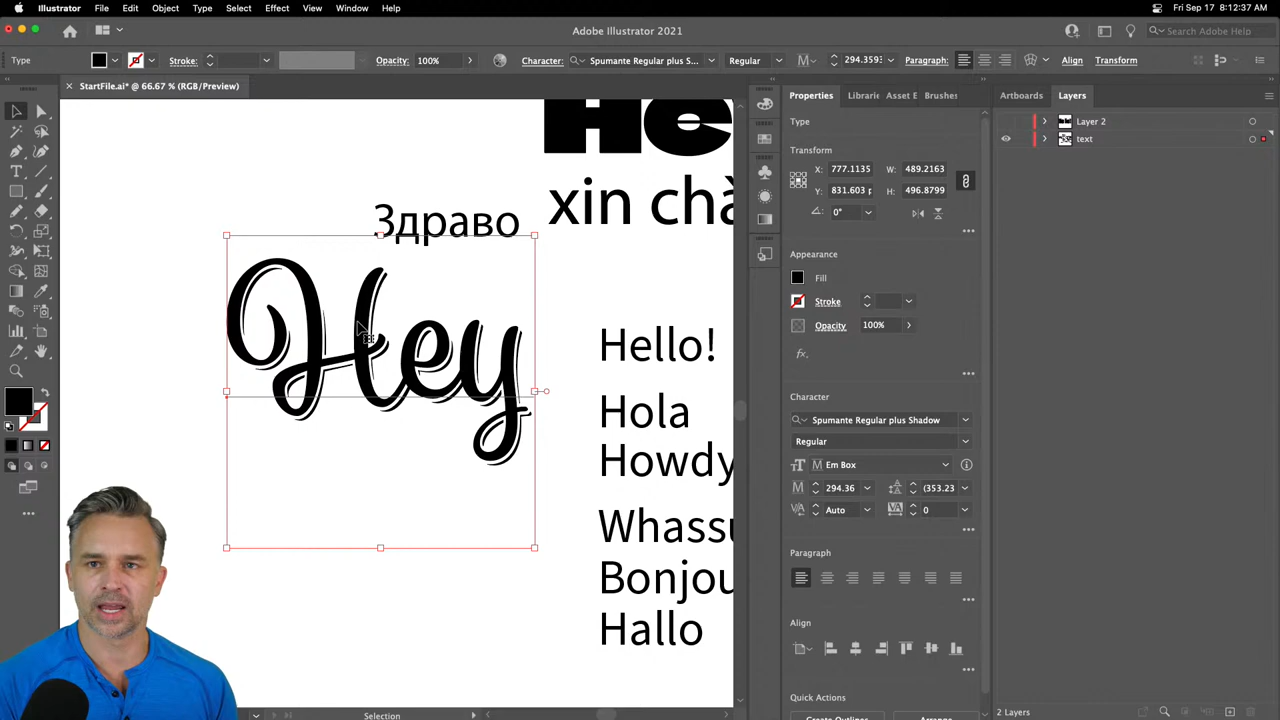 Illustrator File Edit Object Type Select Effect View Window Help Fri Sep 17 8:12:37 AM
Adobe Illustrator 2021
Search Adobe Help
Type Stroke: Opacity: 100% Character: Spumante Regular plus S... Regular 294.3593 Paragraph: Align Transform
StartFile.ai* @ 66.67 % (RGB/Preview)
Properties Librari Asset E Brushes
Artboards Layers
Type
Layer 2
text
Transform
X: 777.1135 W: 489.2163
Y: 831.603 p H: 496.8799
0°
Appearance
Fill
Stroke
Opacity 100%
Character
Spumante Regular plus Shadow
Regular
Em Box
294.36 (353.23
Auto 0
Paragraph
Align
Quick Actions
He
xin chà
Здраво
Hey
Hello!
Hola
Howdy
Whassu
Bonjou
Hallo
Selection
2 Layers